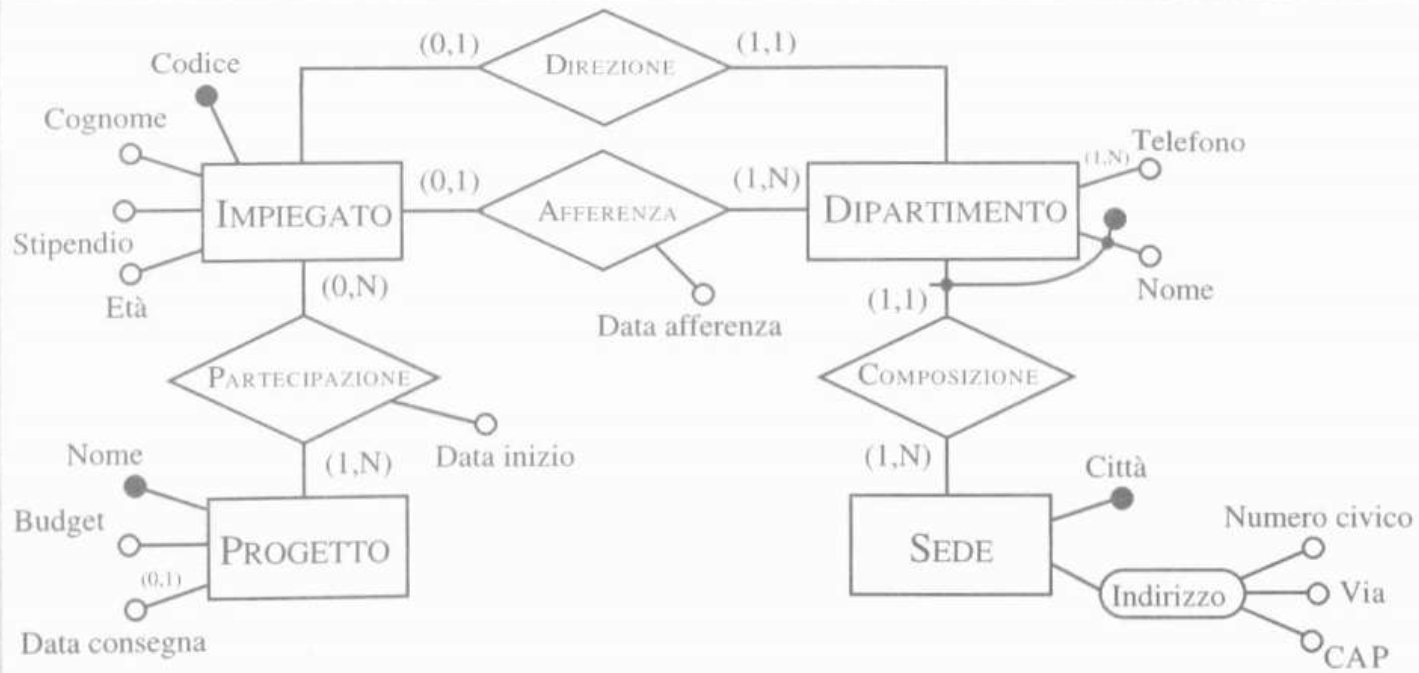 (0,1)
DIREZIONE
(1,1)
Codice
Cognome
Stipendio
Età
IMPIEGATO
(0,1)
AFFERENZA
(1,N)
Data afferenza
DIPARTIMENTO
(1,N)
Telefono
Nome
(0,N)
PARTECIPAZIONE
Data inizio
(1,N)
(1,1)
COMPOSIZIONE
(1,N)
Nome
Budget
(0,1)
Data consegna
PROGETTO
SEDE
Città
Indirizzo
Numero civico
Via
CAP